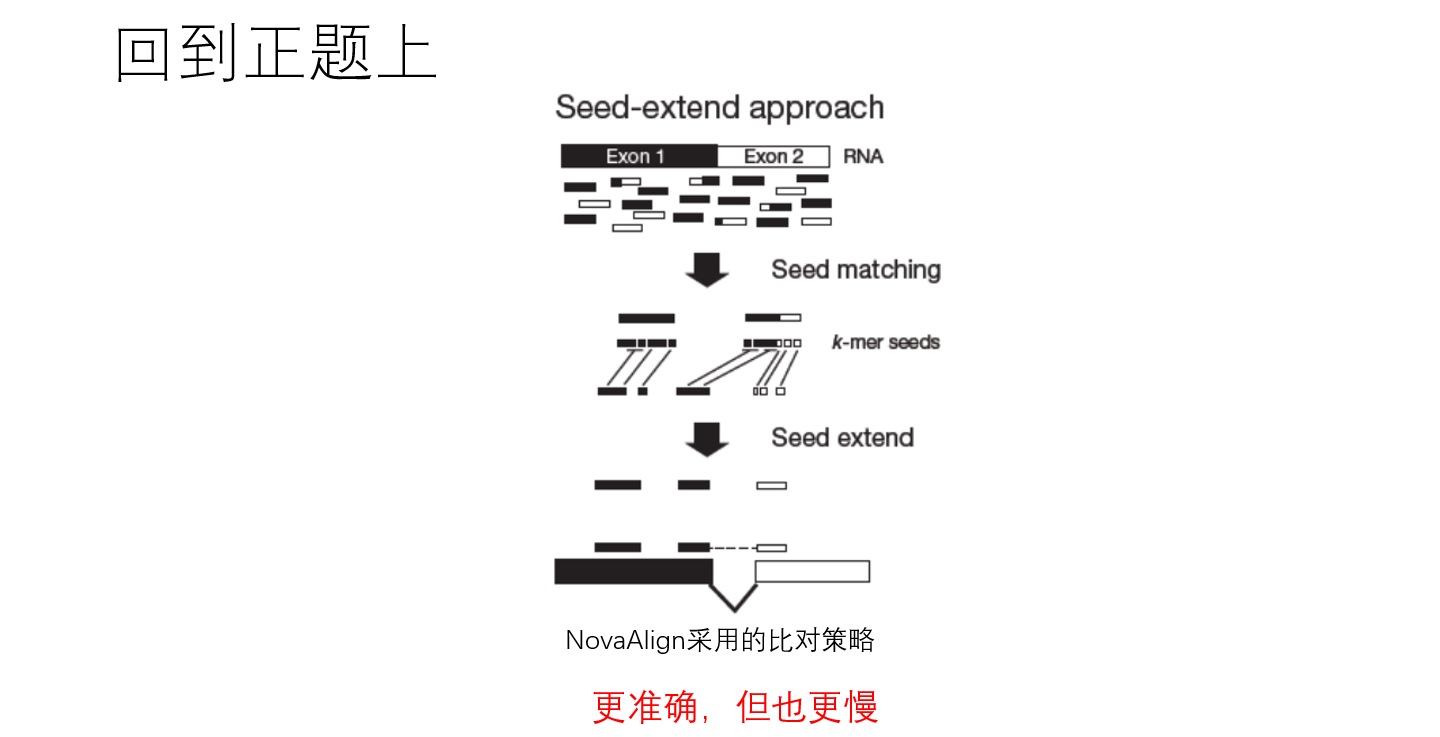 回到正题上
Seed-extend approach
Exon 1 Exon 2 RNA
Seed matching
k-mer seeds
Seed extend
NovaAlign采用的比对策略
更准确，但也更慢